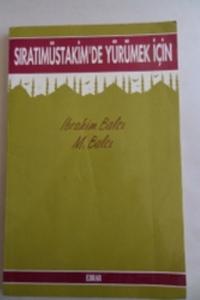 SIRATIMÜSTAKİM'DE YÜRÜMEK İÇİN
İbrahim Balcı
M. Balcı